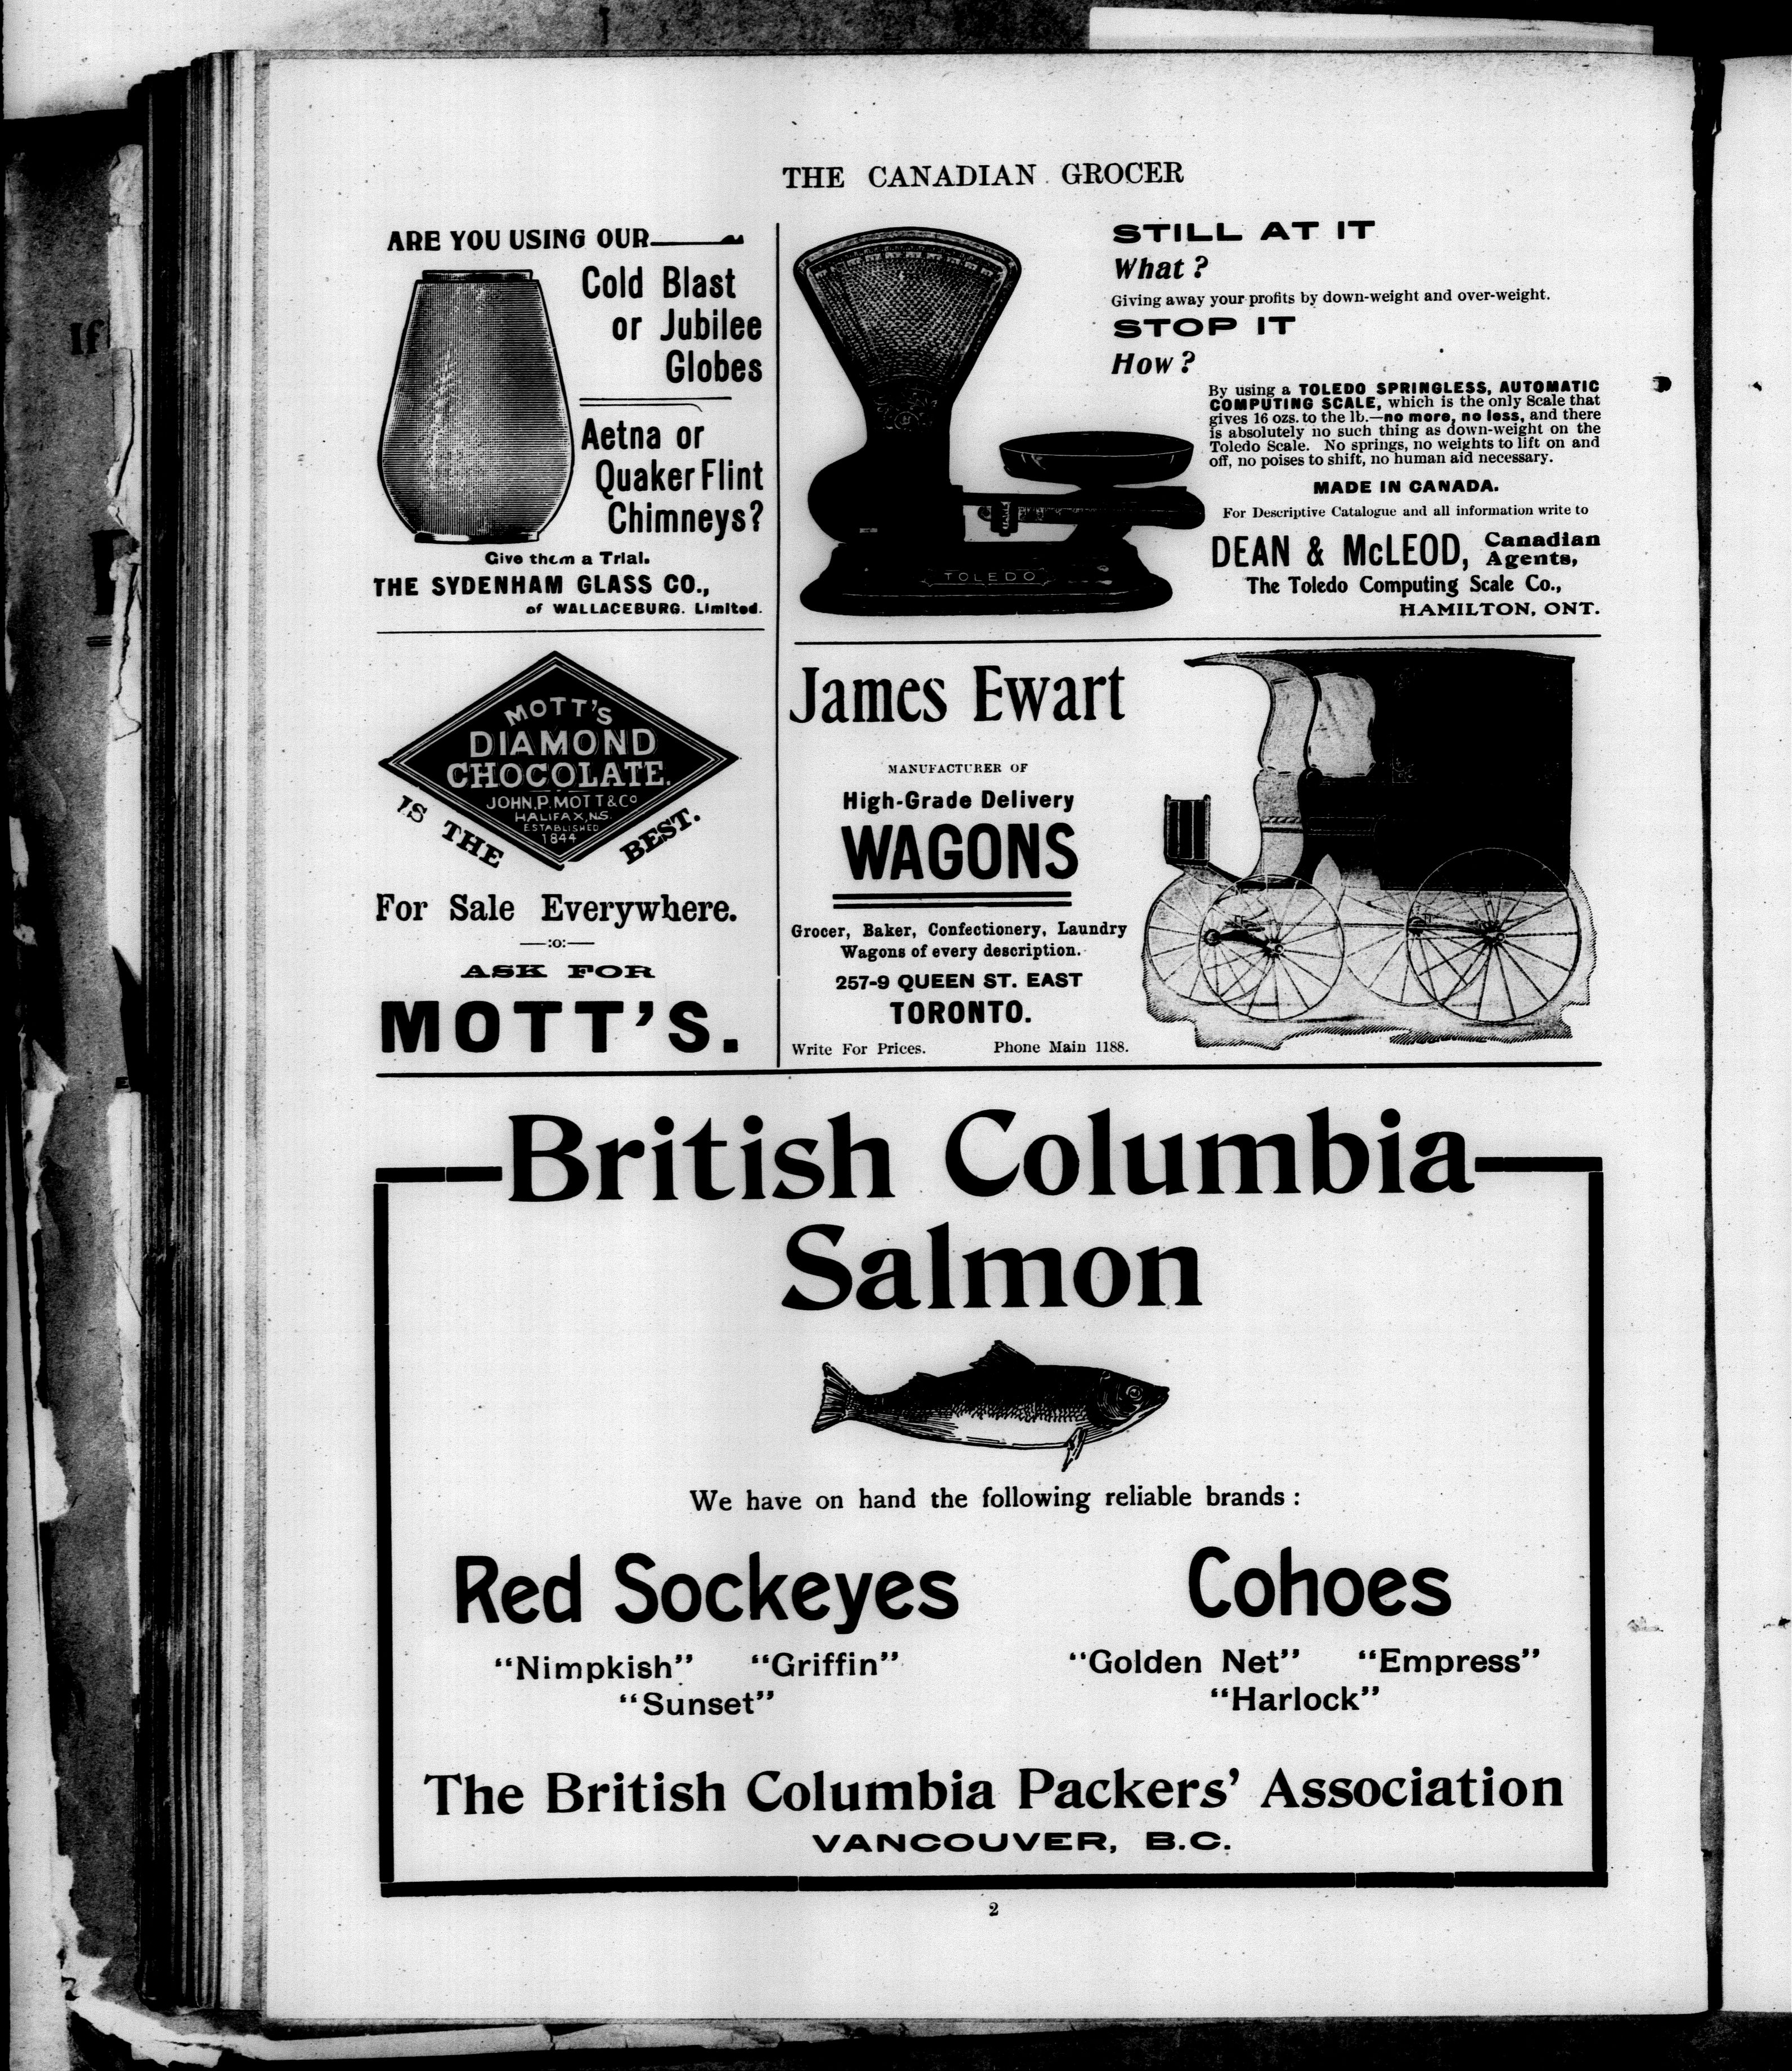 THE CANADIAN GROCER
ARE YOU USING OUR
Cold Blast
or Jubilee
Globes
Aetna or
Quaker Flint
Chimneys?
Give them a Trial.
THE SYDENHAM GLASS CO.,
of WALLACEBURG. Limited.
STILL AT IT
What?
Giving away your profits by down-weight and over-weight.
STOP IT
How?
By using a TOLEDO SPRINGLESS, AUTOMATIC
COMPUTING SCALE, which is the only Scale that
gives 16 ozs. to the lb.—no more, no less, and there
is absolutely no such thing as down-weight on the
Toledo Scale. No springs, no weights to lift on and
off, no poises to shift, no human aid necessary.
MADE IN CANADA.
For Descriptive Catalogue and all information write to
DEAN & McLEOD, Canadian Agents,
The Toledo Computing Scale Co.,
HAMILTON, ONT.
TOLEDO
MOTT'S
DIAMOND
CHOCOLATE.
JOHN.P.MOTT & Co
HALIFAX, N.S.
ESTABLISHED
1844
IS THE BEST.
For Sale Everywhere.
—:o:—
ASK FOR
MOTT'S.
James Ewart
MANUFACTURER OF
High-Grade Delivery
WAGONS
Grocer, Baker, Confectionery, Laundry
Wagons of every description.
257-9 QUEEN ST. EAST
TORONTO.
Write For Prices. Phone Main 1188.
British Columbia
Salmon
We have on hand the following reliable brands :
Red Sockeyes
"Nimpkish" "Griffin"
"Sunset"
Cohoes
"Golden Net" "Empress"
"Harlock"
The British Columbia Packers' Association
VANCOUVER, B.C.
2
If